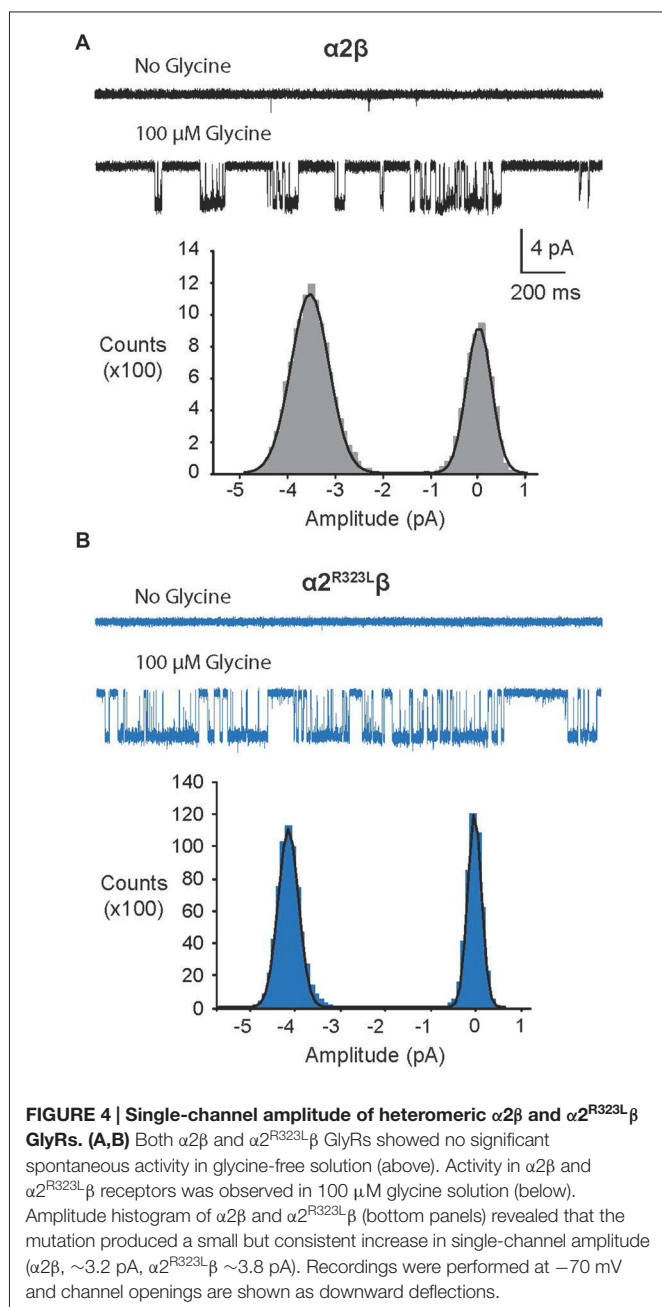 A
α2β
No Glycine
100 µM Glycine
4 pA
200 ms
14
12
10
8
6
4
2
0
Counts
(x100)
-5 -4 -3 -2 -1 0 1
Amplitude (pA)
B
α2R323Lβ
No Glycine
100 µM Glycine
140
120
100
80
60
40
20
0
Counts
(x100)
-5 -4 -3 -2 -1 0 1
Amplitude (pA)
FIGURE 4 | Single-channel amplitude of heteromeric α2β and α2R323Lβ
GlyRs. (A,B) Both α2β and α2R323Lβ GlyRs showed no significant
spontaneous activity in glycine-free solution (above). Activity in α2β and
α2R323Lβ receptors was observed in 100 µM glycine solution (below).
Amplitude histogram of α2β and α2R323Lβ (bottom panels) revealed that the
mutation produced a small but consistent increase in single-channel amplitude
(α2β, ∼3.2 pA, α2R323Lβ ∼3.8 pA). Recordings were performed at −70 mV
and channel openings are shown as downward deflections.